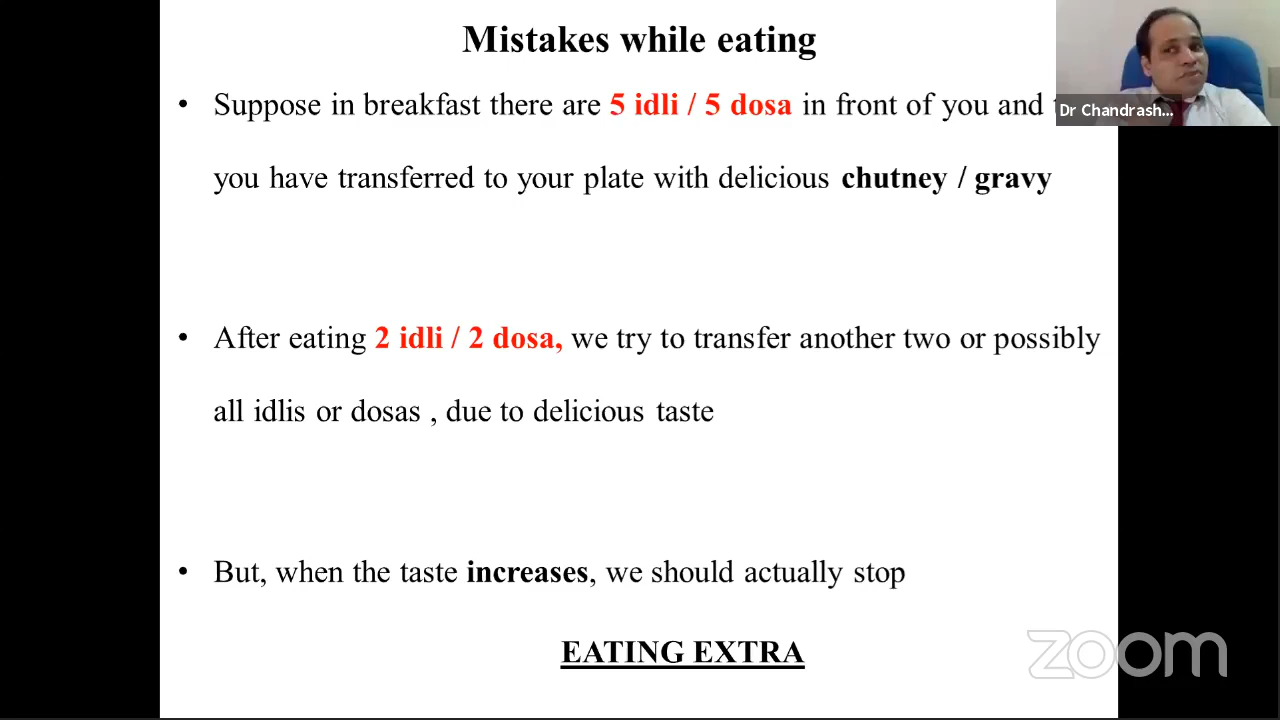 Mistakes while eating
• Suppose in breakfast there are 5 idli / 5 dosa in front of you and
you have transferred to your plate with delicious chutney / gravy
• After eating 2 idli / 2 dosa, we try to transfer another two or possibly
all idlis or dosas , due to delicious taste
• But, when the taste increases, we should actually stop
EATING EXTRA
Dr Chandrash...
zoom